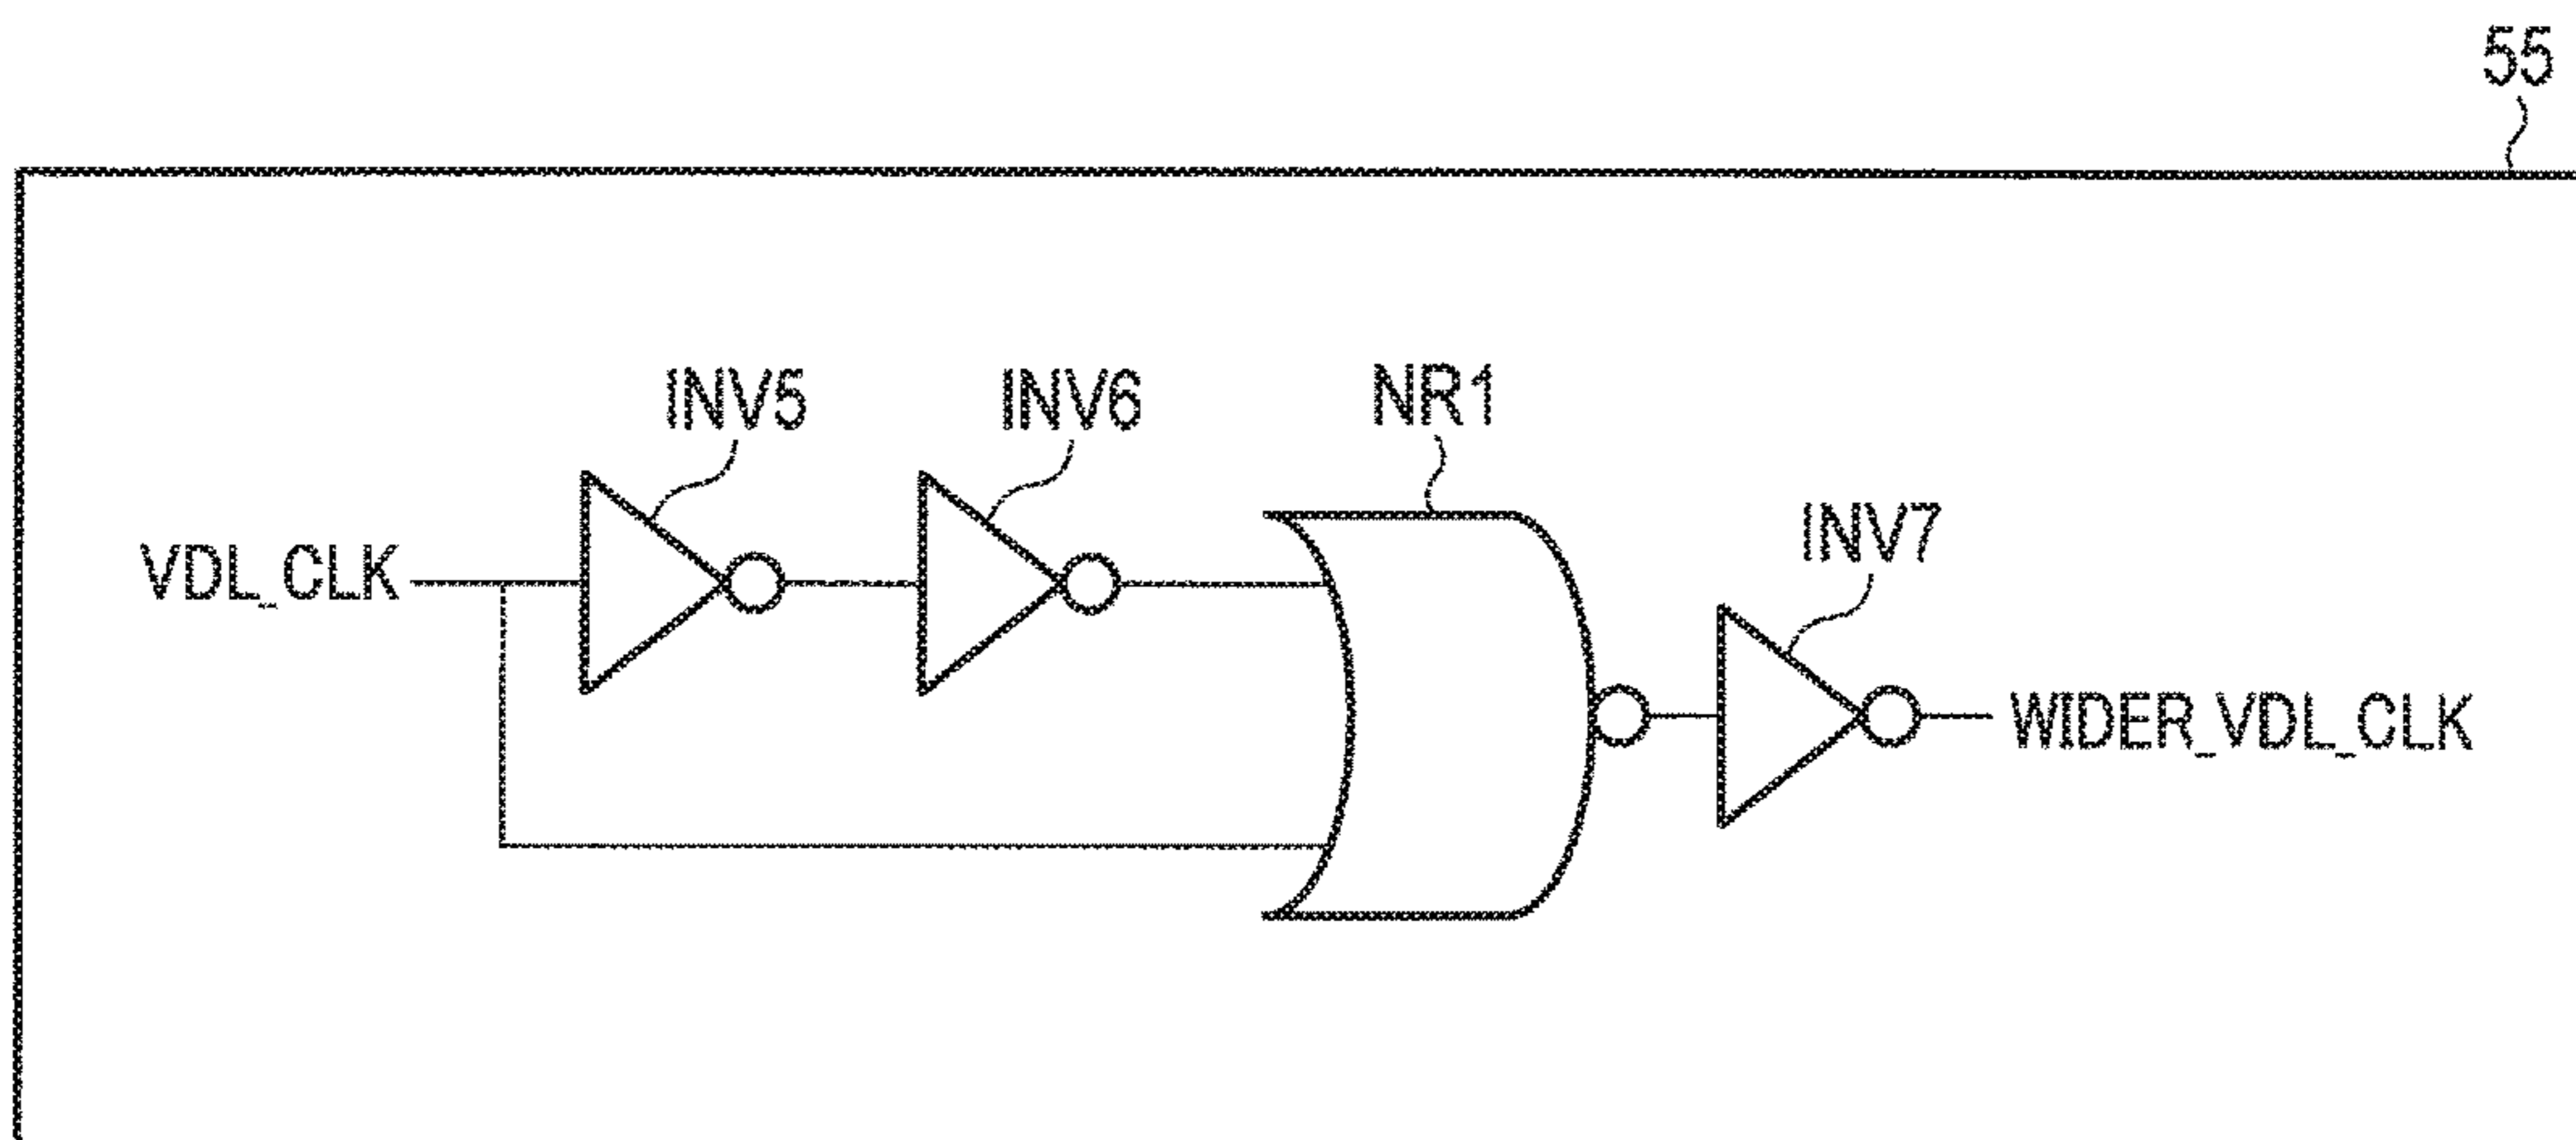 55
INV5
INV6
NR1
INV7
VDL_CLK
WIDER_VDL_CLK